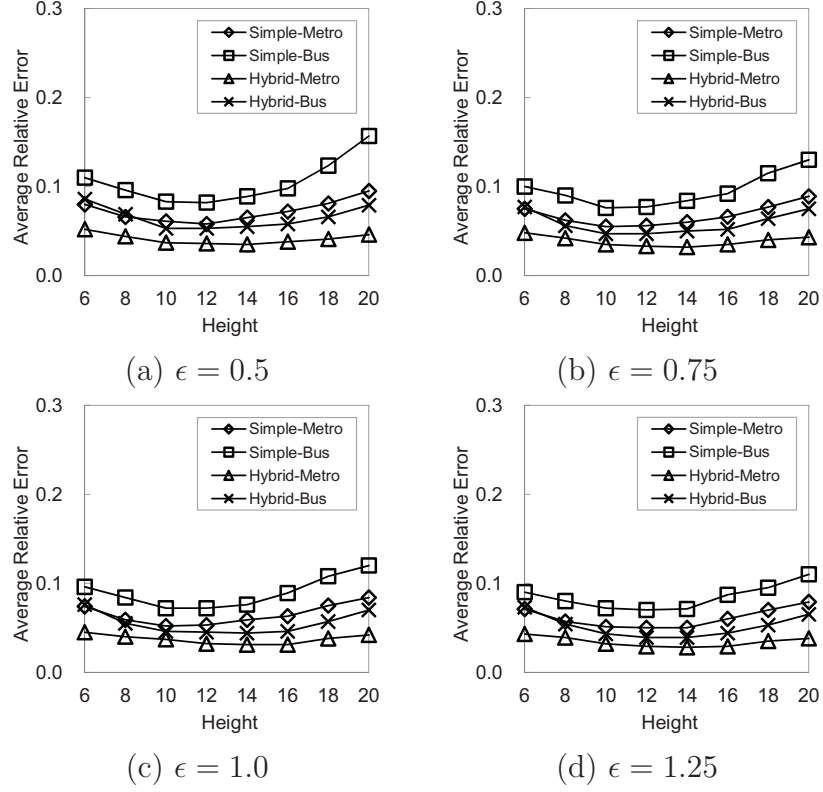 0.3
0.2
0.1
0.0
Average Relative Error
Simple-Metro
Simple-Bus
Hybrid-Metro
Hybrid-Bus
6 8 10 12 14 16 18 20
Height
(a) ϵ = 0.5
0.3
0.2
0.1
0.0
Average Relative Error
Simple-Metro
Simple-Bus
Hybrid-Metro
Hybrid-Bus
6 8 10 12 14 16 18 20
Height
(b) ϵ = 0.75
0.3
0.2
0.1
0.0
Average Relative Error
Simple-Metro
Simple-Bus
Hybrid-Metro
Hybrid-Bus
6 8 10 12 14 16 18 20
Height
(c) ϵ = 1.0
0.3
0.2
0.1
0.0
Average Relative Error
Simple-Metro
Simple-Bus
Hybrid-Metro
Hybrid-Bus
6 8 10 12 14 16 18 20
Height
(d) ϵ = 1.25